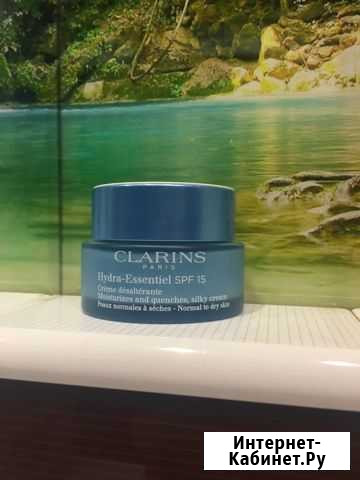 CLARINS
PARIS
Hydra-Essentiel SPF 15
Crème désaltérante
Moisturizes and quenches, silky cream
Peaux normales à sèches - Normal to dry skin
Интернет-
Кабинет.Ру